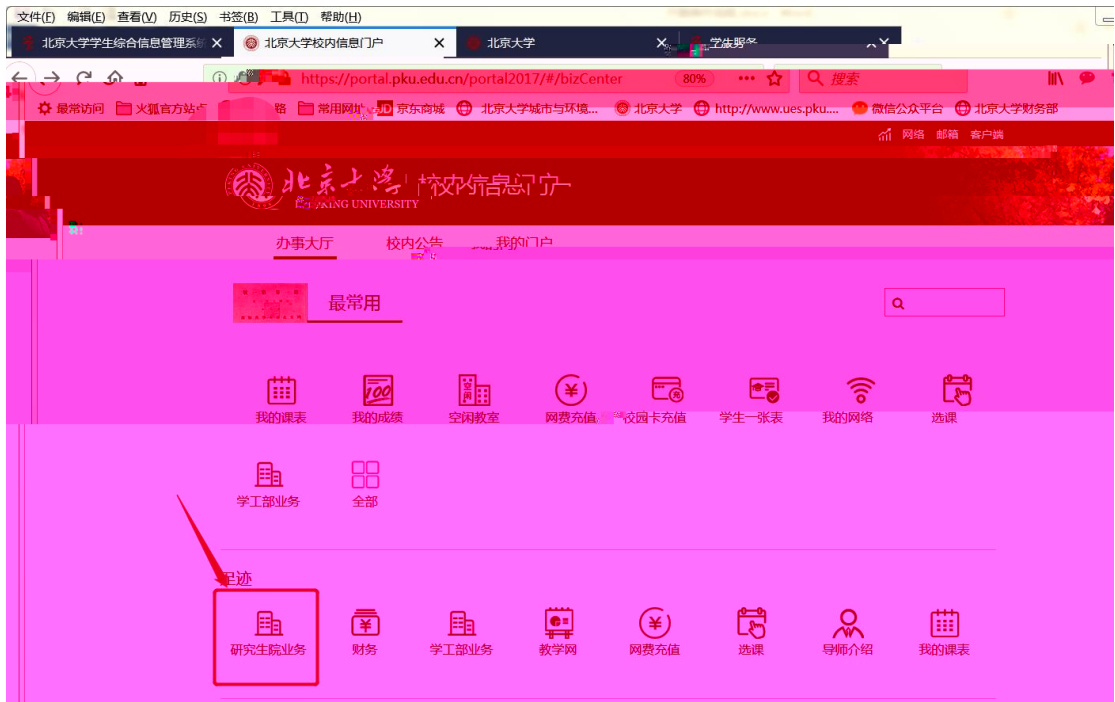 文件(F) 编辑(E) 查看(V) 历史(S) 书签(B) 工具(T) 帮助(H)
北京大学学生综合信息管理系统 北京大学校内信息门户 北京大学
https://portal.pku.edu.cn/portal2017/#/bizCenter 80% 搜索
最常访问 火狐官方站点 常用网址 JD 京东商城 北京大学城市与环境... 北京大学 http://www.ues.pku.... 微信公众平台 北京大学财务部
网络 邮箱 客户端
北京大学 校内信息门户
PEKING UNIVERSITY
办事大厅 校内公告 我的门户
最常用
我的课表 我的成绩 空闲教室 网费充值 校园卡充值 学生一张表 我的网络 选课
学工部业务 全部
足迹
研究生院业务 财务 学工部业务 教学网 网费充值 选课 导师介绍 我的课表